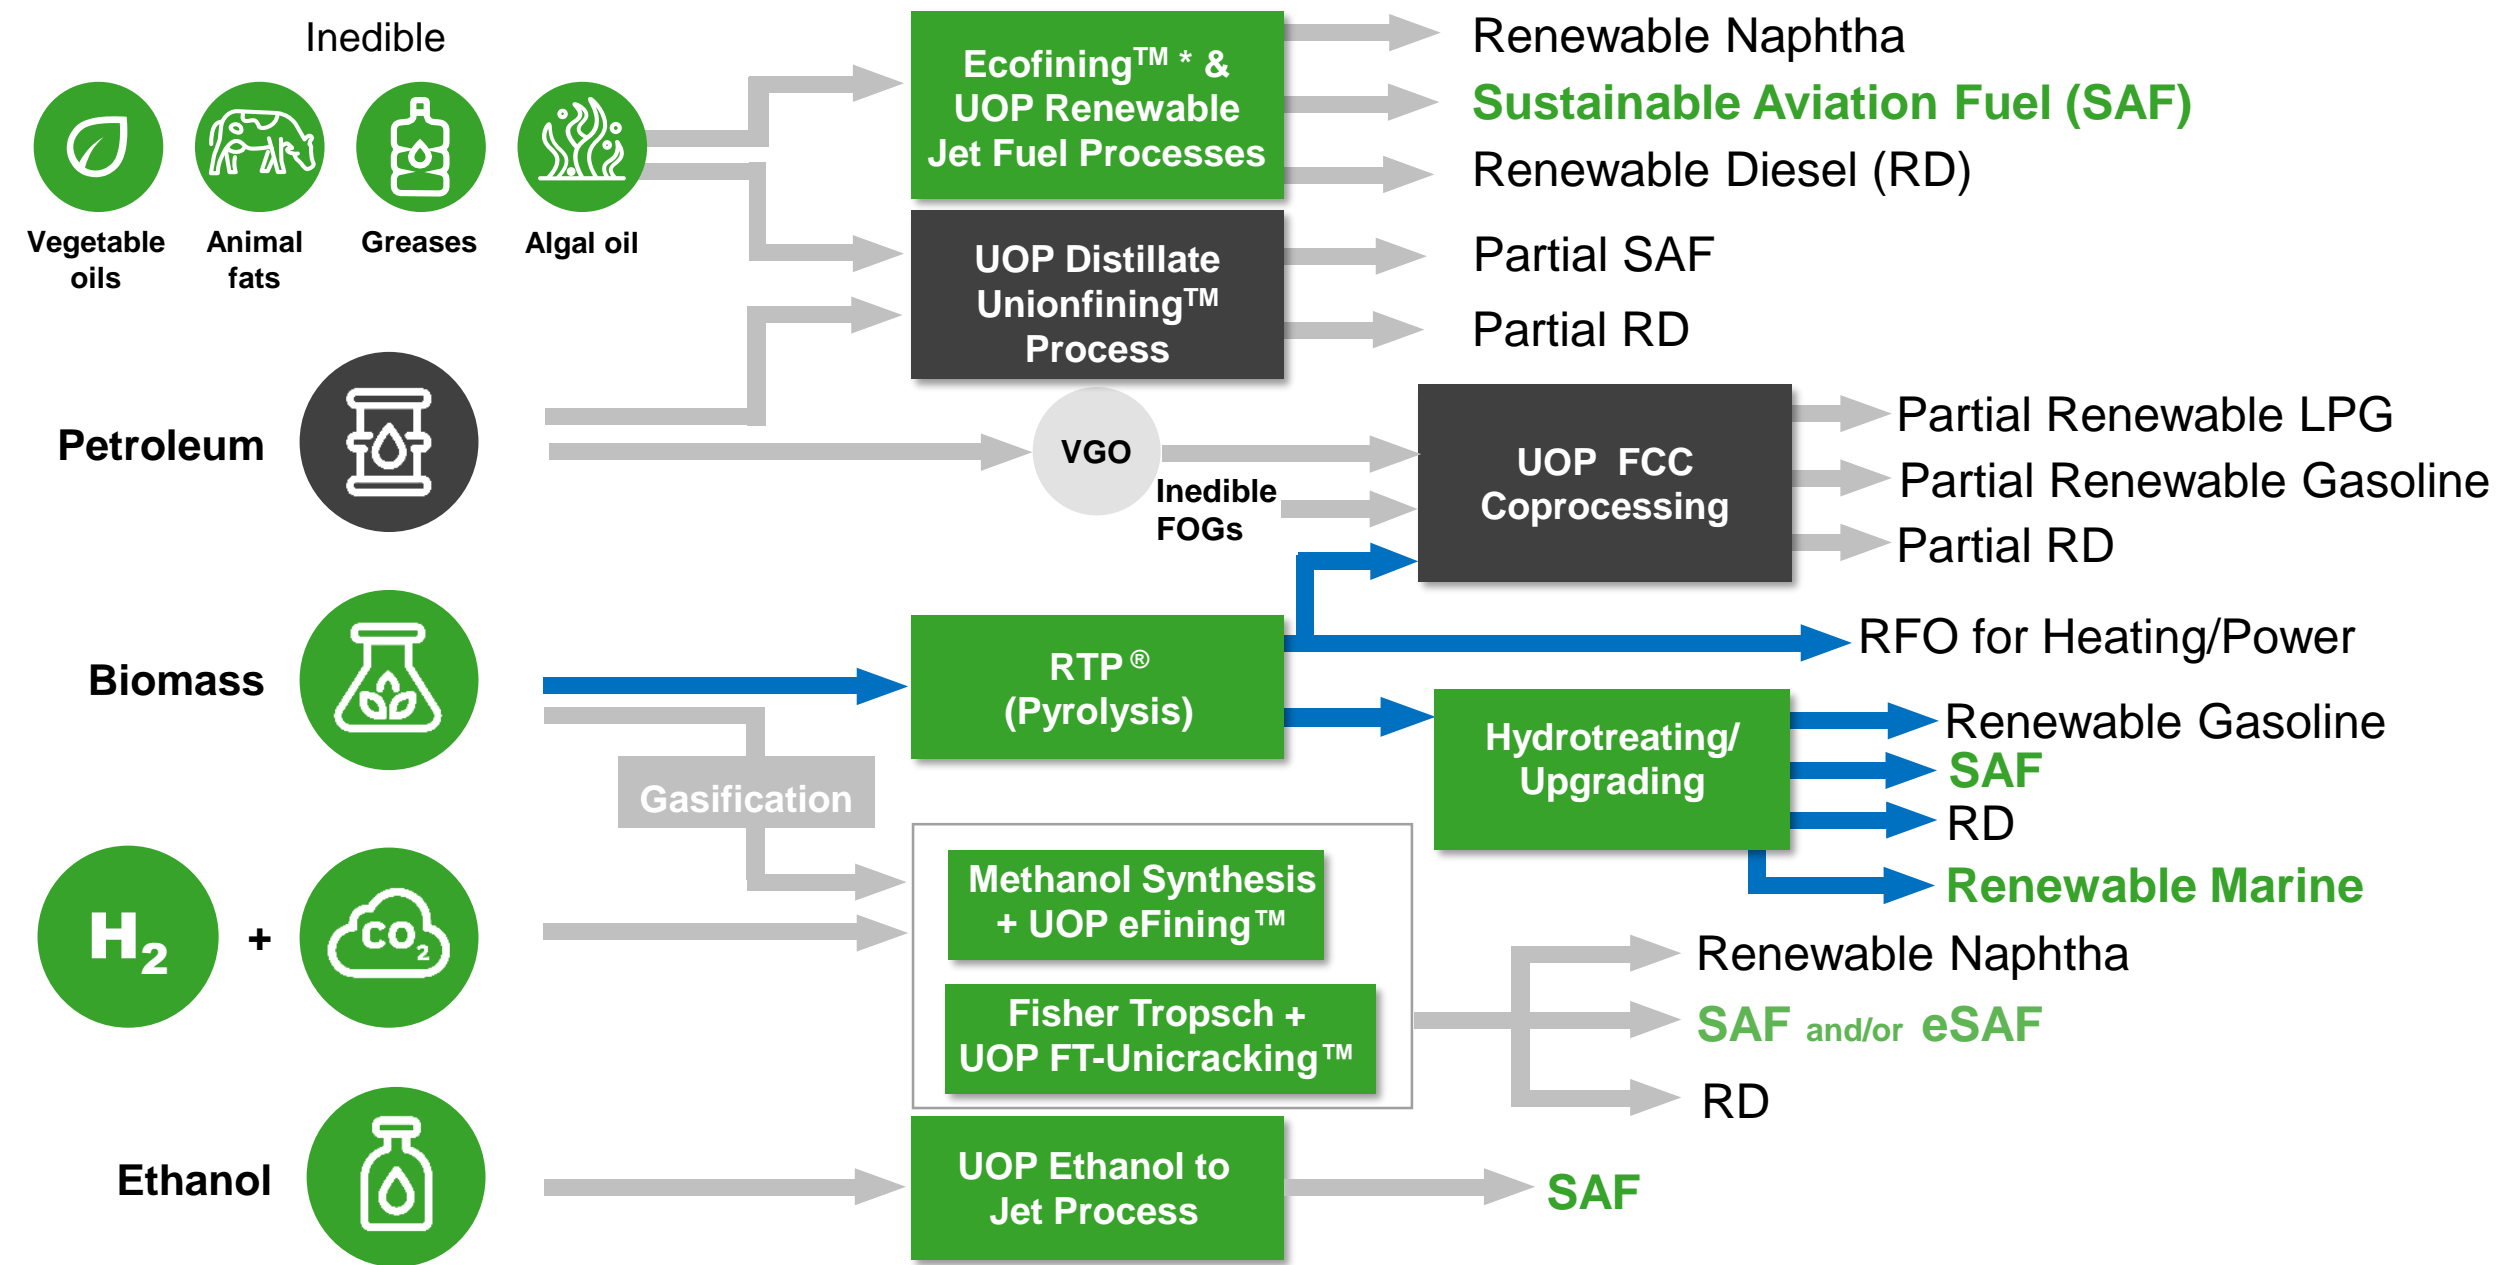 Inedible
Vegetable
oils
Animal
fats
Greases
Algal oil
Ecofining™ * &
UOP Renewable
Jet Fuel Processes
Renewable Naphtha
Sustainable Aviation Fuel (SAF)
Renewable Diesel (RD)
UOP Distillate
Unionfining™
Process
Partial SAF
Partial RD
Petroleum
VGO
Inedible
FOGs
UOP FCC
Coprocessing
Partial Renewable LPG
Partial Renewable Gasoline
Partial RD
Biomass
RTP ®
(Pyrolysis)
RFO for Heating/Power
Hydrotreating/
Upgrading
Renewable Gasoline
SAF
RD
Renewable Marine
Gasification
H₂
+
CO₂
Methanol Synthesis
+ UOP eFining™
Fisher Tropsch +
UOP FT-Unicracking™
Renewable Naphtha
SAF and/or eSAF
RD
Ethanol
UOP Ethanol to
Jet Process
SAF